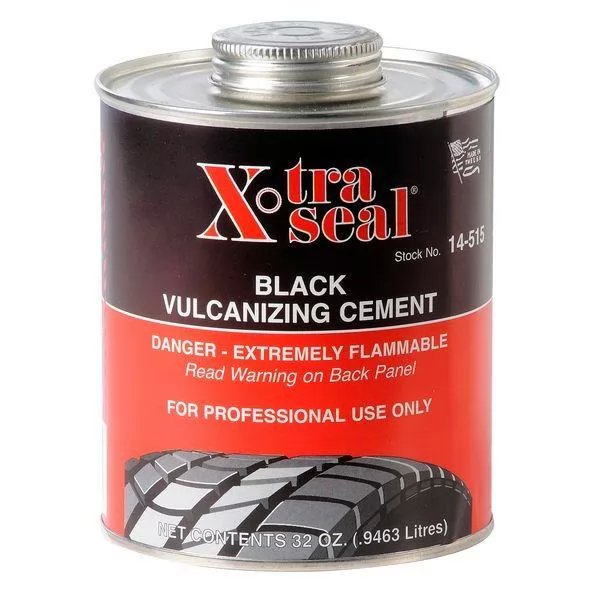 Xtra
seal®
MADE IN
THE U.S.A.
Stock No. 14-515
BLACK
VULCANIZING CEMENT
DANGER - EXTREMELY FLAMMABLE
Read Warning on Back Panel
FOR PROFESSIONAL USE ONLY
NET CONTENTS 32 OZ. (.9463 Litres)